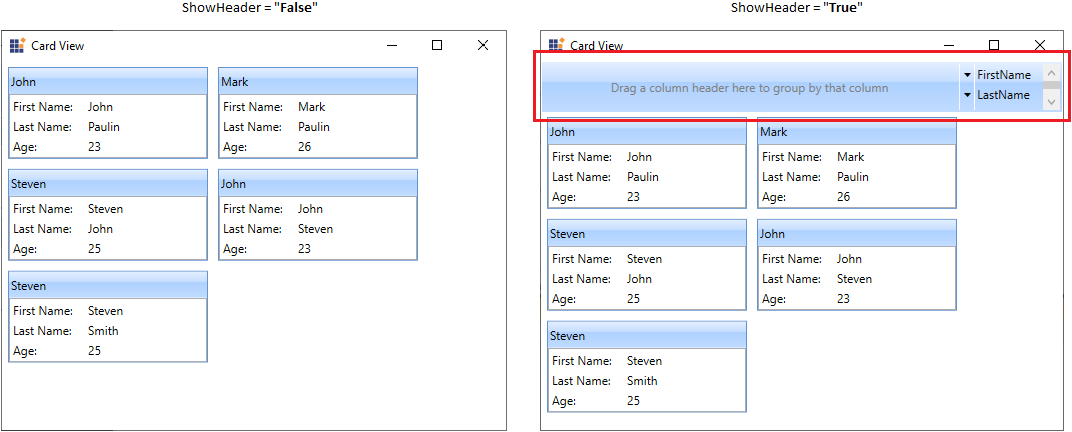 ShowHeader = "False"
Card View
John
First Name: John
Last Name: Paulin
Age: 23
Mark
First Name: Mark
Last Name: Paulin
Age: 26
Steven
First Name: Steven
Last Name: John
Age: 25
John
First Name: John
Last Name: Steven
Age: 23
Steven
First Name: Steven
Last Name: Smith
Age: 25
ShowHeader = "True"
Card View
Drag a column header here to group by that column
FirstName
LastName
John
First Name: John
Last Name: Paulin
Age: 23
Mark
First Name: Mark
Last Name: Paulin
Age: 26
Steven
First Name: Steven
Last Name: John
Age: 25
John
First Name: John
Last Name: Steven
Age: 23
Steven
First Name: Steven
Last Name: Smith
Age: 25